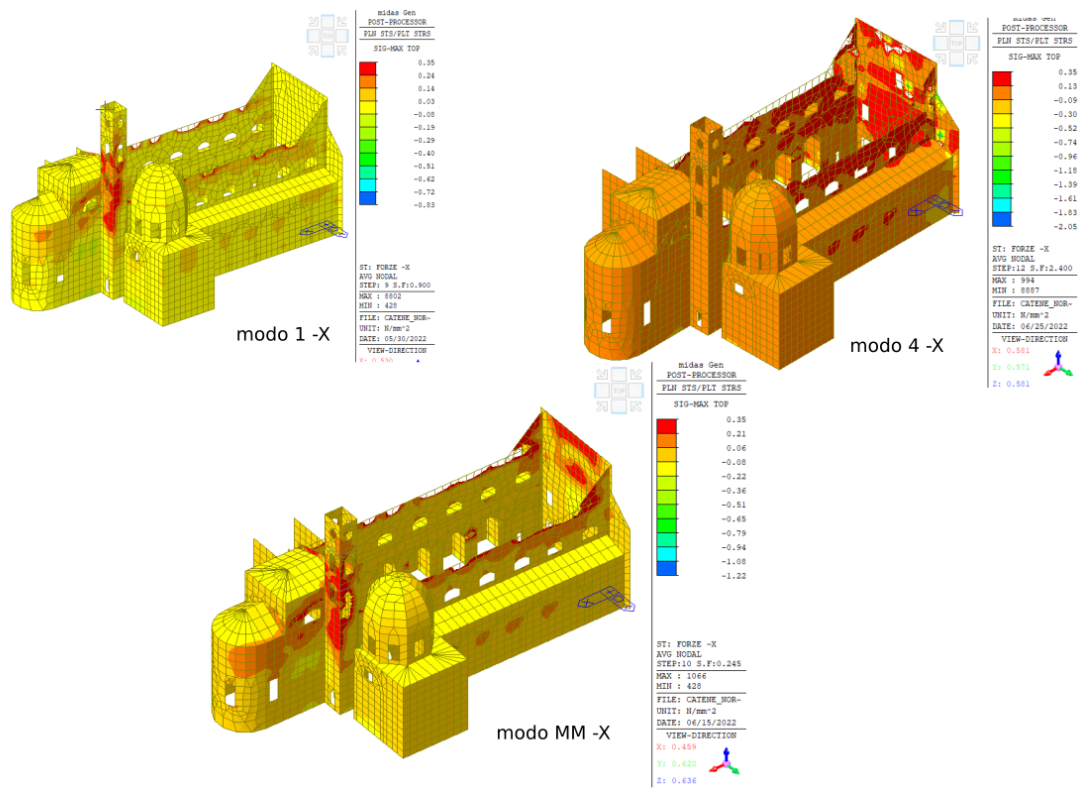 midas Gen
POST-PROCESSOR
PLN STS/PLT STRS
SIG-MAX TOP
0.35
0.24
0.14
0.03
-0.08
-0.19
-0.29
-0.40
-0.51
-0.62
-0.72
-0.83
TOP
ST: FORZE -X
AVG NODAL
STEP: 9 S.F:0.900
MAX : 8802
MIN : 428
FILE: CATENE_NOR~
UNIT: N/mm^2
DATE: 05/30/2022
VIEW-DIRECTION
X: 0.530
modo 1 -X
midas Gen
POST-PROCESSOR
PLN STS/PLT STRS
SIG-MAX TOP
0.35
0.13
-0.09
-0.30
-0.52
-0.74
-0.96
-1.18
-1.39
-1.61
-1.83
-2.05
TOP
ST: FORZE -X
AVG NODAL
STEP:12 S.F:2.400
MAX : 994
MIN : 8887
FILE: CATENE_NOR~
UNIT: N/mm^2
DATE: 06/25/2022
VIEW-DIRECTION
X: 0.581
Y: 0.571
Z: 0.581
modo 4 -X
midas Gen
POST-PROCESSOR
PLN STS/PLT STRS
SIG-MAX TOP
0.35
0.21
0.06
-0.08
-0.22
-0.36
-0.51
-0.65
-0.79
-0.94
-1.08
-1.22
TOP
ST: FORZE -X
AVG NODAL
STEP:10 S.F:0.245
MAX : 1066
MIN : 428
FILE: CATENE_NOR~
UNIT: N/mm^2
DATE: 06/15/2022
VIEW-DIRECTION
X: 0.459
Y: 0.620
Z: 0.636
modo MM -X